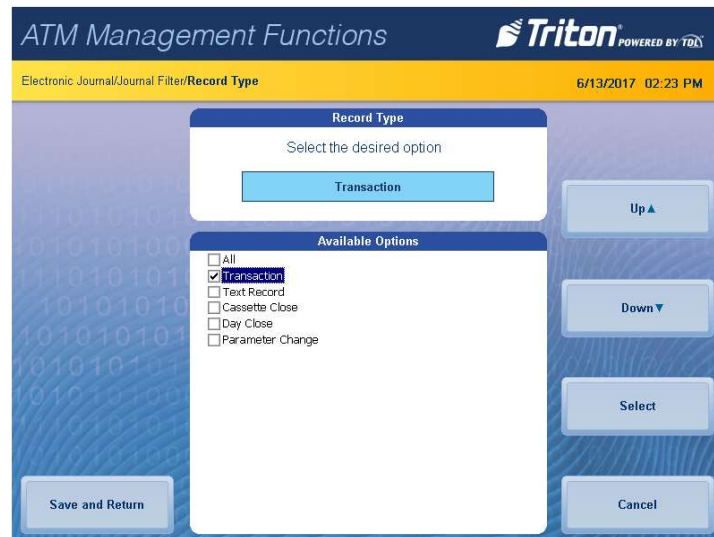 ATM Management Functions
Triton POWERED BY TDL
Electronic Journal/Journal Filter/Record Type
6/13/2017 02:23 PM
Record Type
Select the desired option
Transaction
Up
Available Options
All
Transaction
Text Record
Cassette Close
Day Close
Parameter Change
Down
Select
Save and Return
Cancel